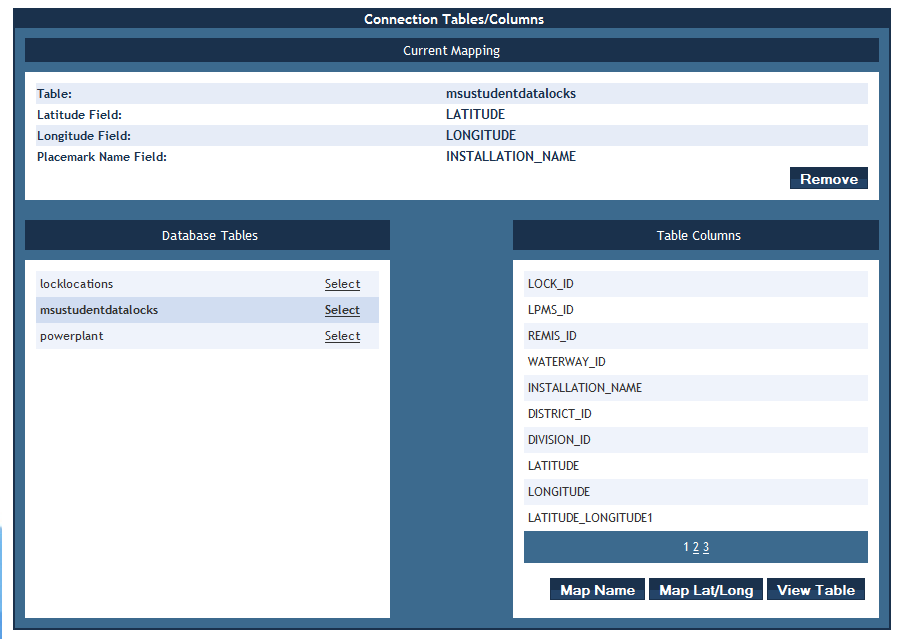 Connection Tables/Columns
Current Mapping
Table: msustudentdatalocks
Latitude Field: LATITUDE
Longitude Field: LONGITUDE
Placemark Name Field: INSTALLATION_NAME
Remove
Database Tables
locklocations Select
msustudentdatalocks Select
powerplant Select
Table Columns
LOCK_ID
LPMS_ID
REMIS_ID
WATERWAY_ID
INSTALLATION_NAME
DISTRICT_ID
DIVISION_ID
LATITUDE
LONGITUDE
LATITUDE_LONGITUDE1
1 2 3
Map Name Map Lat/Long View Table